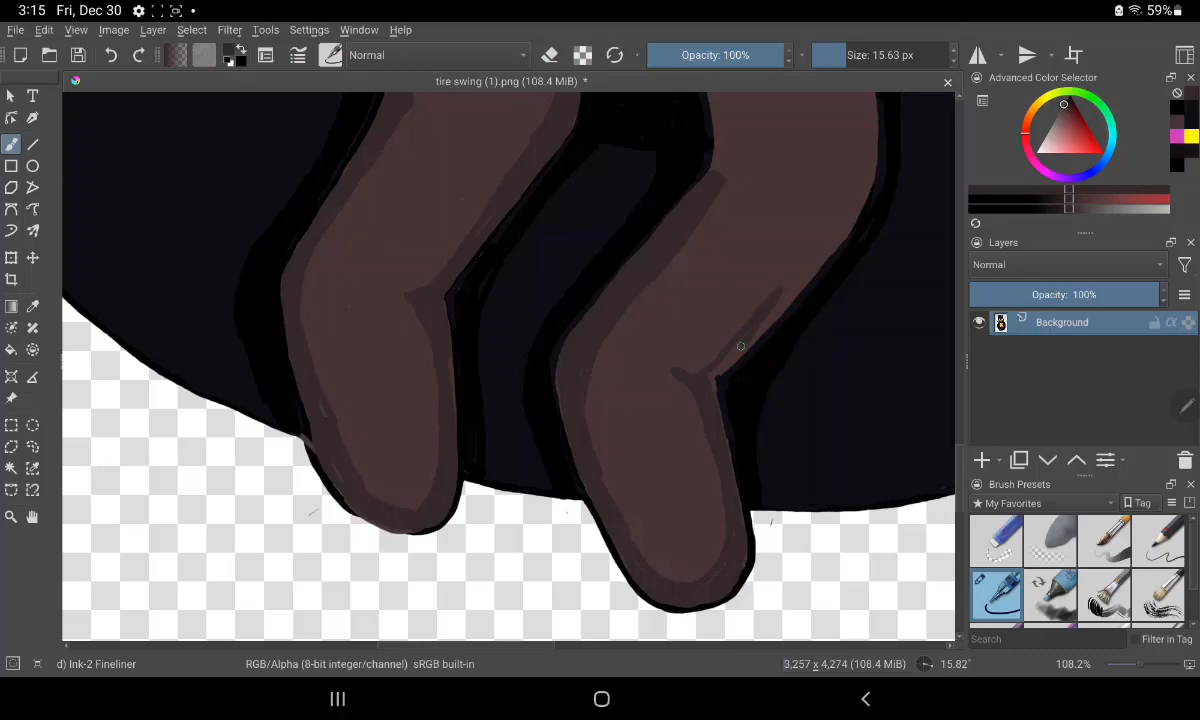 3:15 Fri, Dec 30 59%
File Edit View Image Layer Select Filter Tools Settings Window Help
Normal Opacity: 100% Size: 15.63 px
tire swing (1).png (108.4 MiB) *
Advanced Color Selector
Layers
Normal
Opacity: 100%
Background
Brush Presets
My Favorites Tag
Search Filter in Tag
d) Ink-2 Fineliner RGB/Alpha (8-bit integer/channel) sRGB built-in 3,257 x 4,274 (108.4 MiB) 15.82° 108.2%